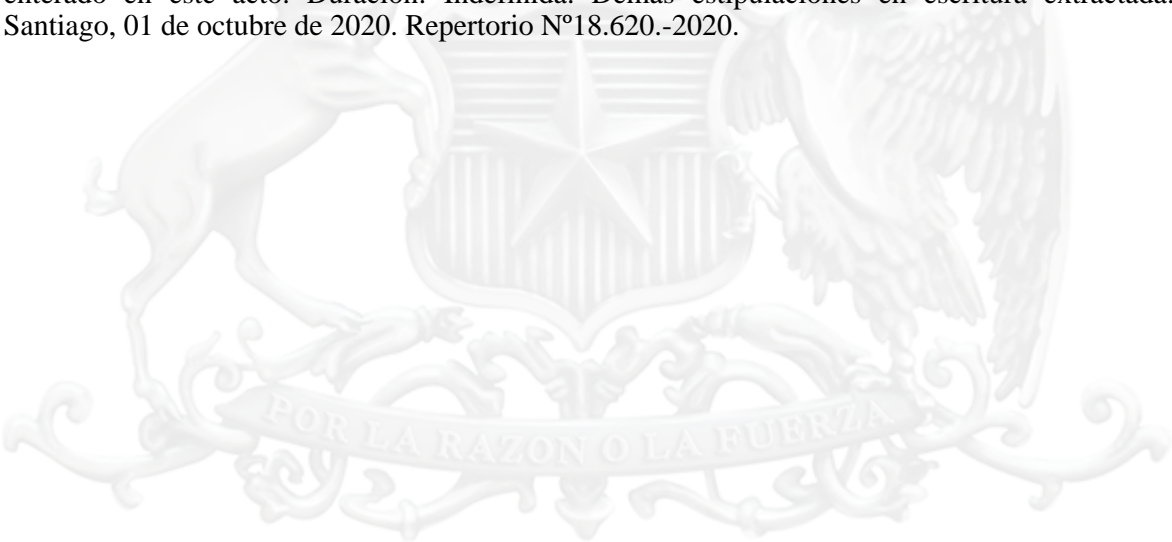 enterado en este acto. Duración: Indefinida. Demás estipulaciones en escritura extractada.
Santiago, 01 de octubre de 2020. Repertorio Nº18.620.-2020.
POR LA RAZON O LA FUERZA